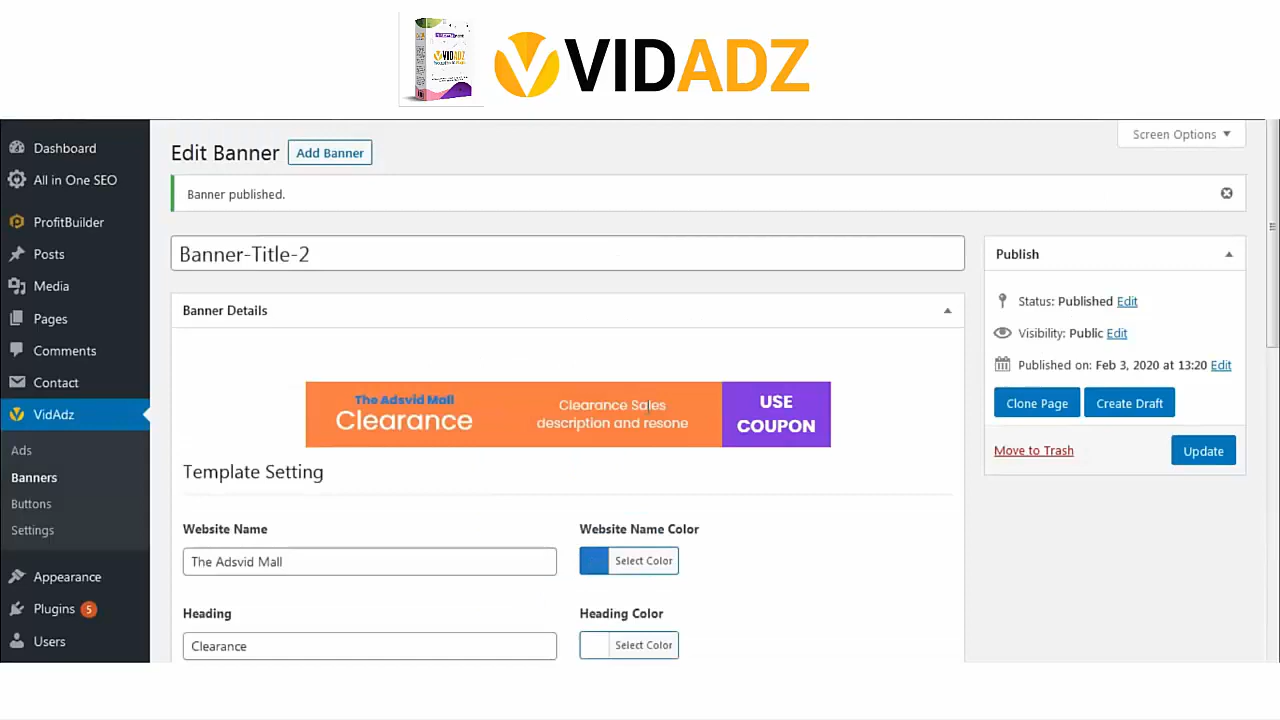 VIDADZ
VIDADZ
Screen Options
Dashboard
All in One SEO
ProfitBuilder
Posts
Media
Pages
Comments
Contact
VidAdz
Ads
Banners
Buttons
Settings
Appearance
Plugins 5
Users
Edit Banner Add Banner
Banner published.
Banner-Title-2
Banner Details
The Adsvid Mall
Clearance
Clearance Sales
description and resone
USE
COUPON
Template Setting
Website Name
The Adsvid Mall
Website Name Color
Select Color
Heading
Clearance
Heading Color
Select Color
Publish
Status: Published Edit
Visibility: Public Edit
Published on: Feb 3, 2020 at 13:20 Edit
Clone Page Create Draft
Move to Trash Update